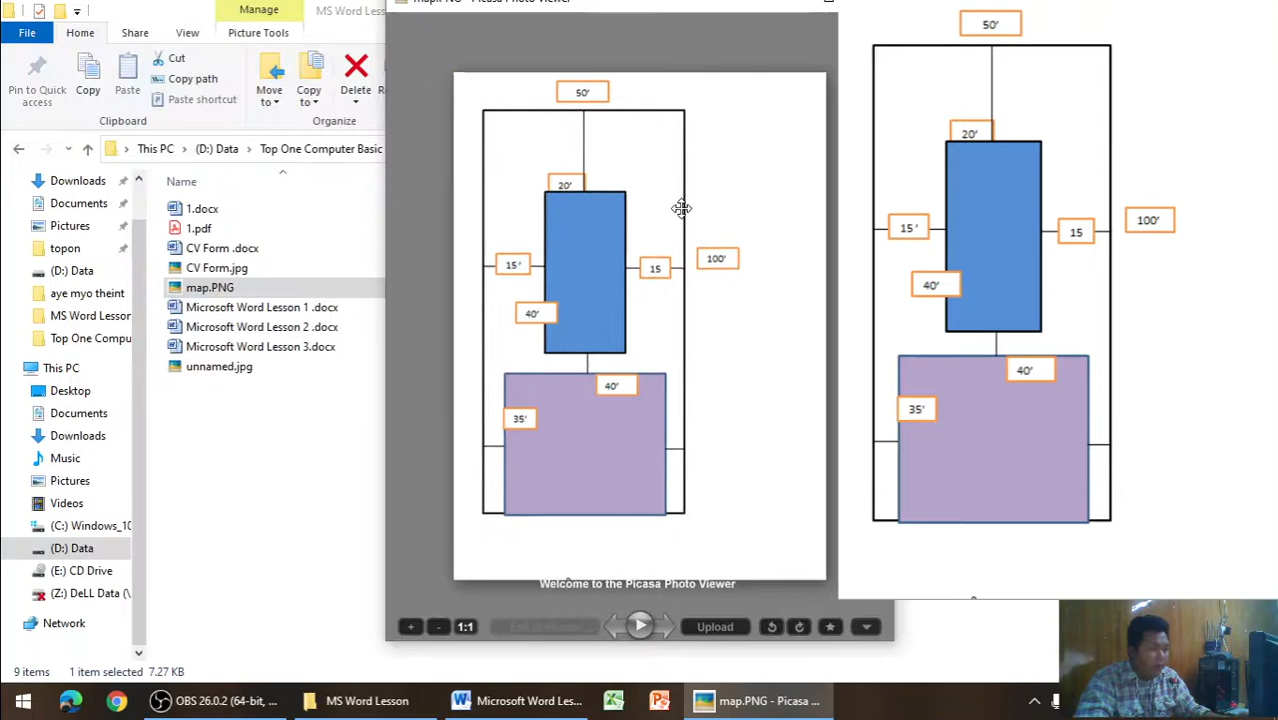 Manage
MS Word Lesson
map.PNG - Picasa Photo Viewer
File
Home
Share
View
Picture Tools
Pin to Quick access
Copy
Paste
Cut
Copy path
Paste shortcut
Move to
Copy to
Delete
Clipboard
Organize
This PC
(D:) Data
Top One Computer Basic
Name
Downloads
Documents
Pictures
topon
(D:) Data
aye myo theint
MS Word Lesson
Top One Compu
This PC
Desktop
Documents
Downloads
Music
Pictures
Videos
(C:) Windows_10
(D:) Data
(E:) CD Drive
(Z:) DeLL Data (\
Network
1.docx
1.pdf
CV Form .docx
CV Form.jpg
map.PNG
Microsoft Word Lesson 1 .docx
Microsoft Word Lesson 2 .docx
Microsoft Word Lesson 3.docx
unnamed.jpg
50'
20'
15 '
15
100'
40'
40'
35'
Welcome to the Picasa Photo Viewer
1:1
Upload
50'
20'
15 '
15
100'
40'
40'
35'
9 items
1 item selected 7.27 KB
OBS 26.0.2 (64-bit, ...
MS Word Lesson
Microsoft Word Les...
map.PNG - Picasa ...